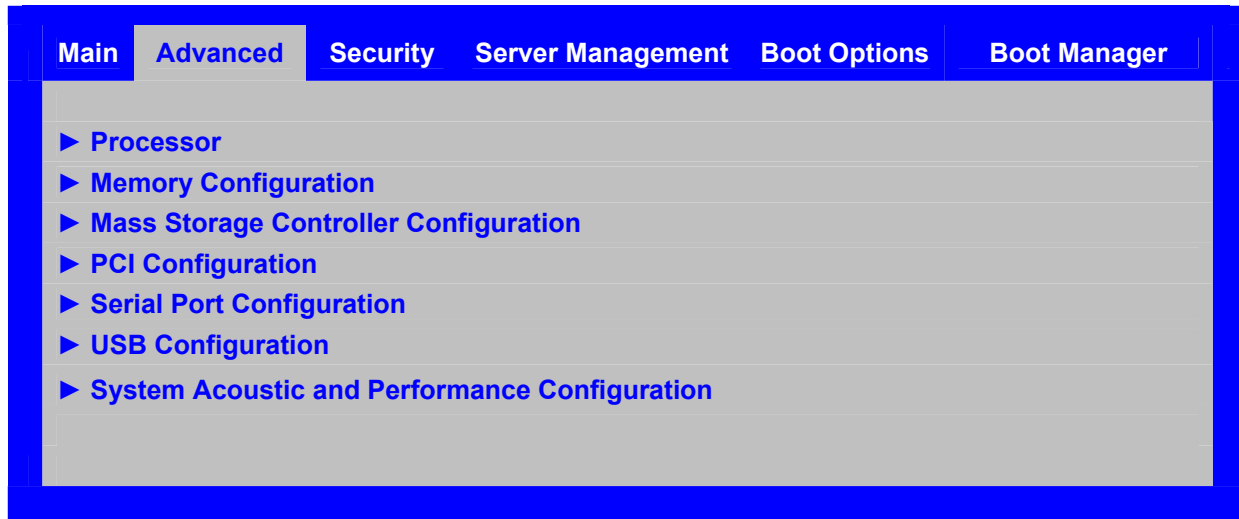 Main Advanced Security Server Management Boot Options Boot Manager
► Processor
► Memory Configuration
► Mass Storage Controller Configuration
► PCI Configuration
► Serial Port Configuration
► USB Configuration
► System Acoustic and Performance Configuration